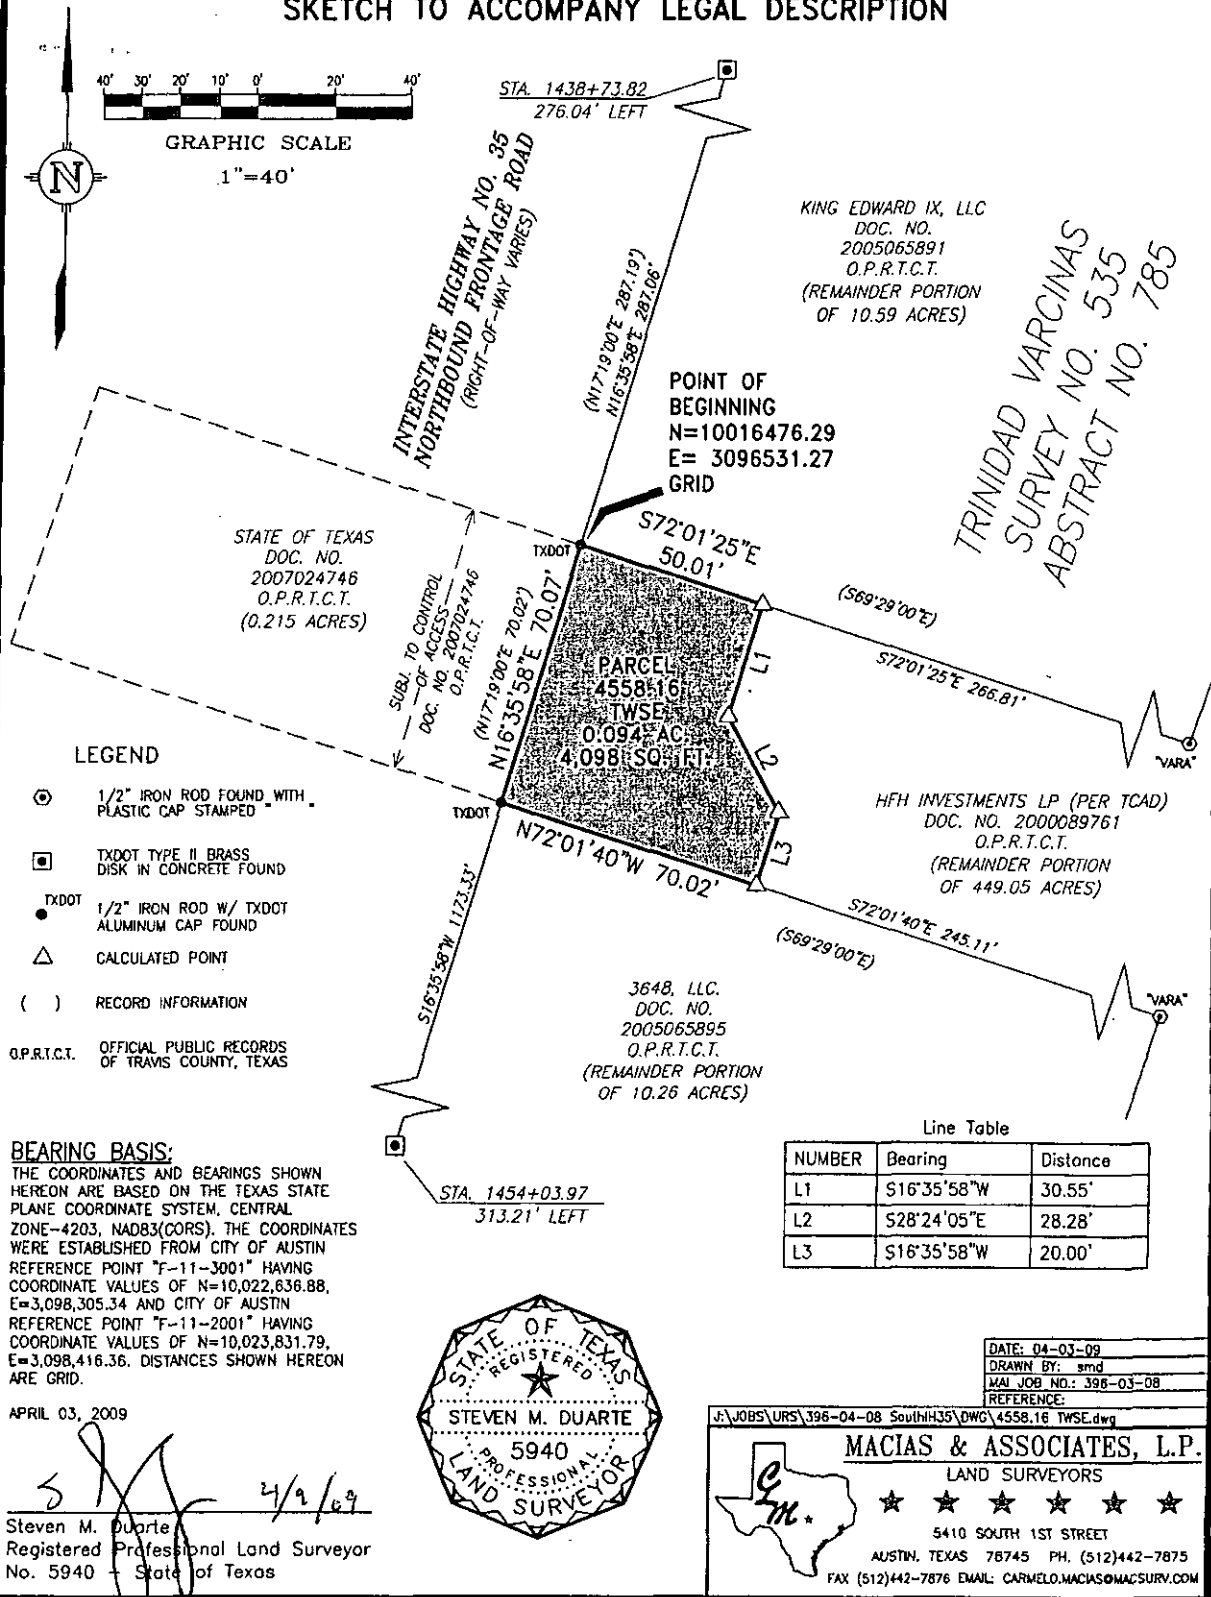 SKETCH TO ACCOMPANY LEGAL DESCRIPTION
40' 30' 20' 10' 0' 20' 40'
GRAPHIC SCALE
1"=40'
N
STA. 1438+73.82
276.04' LEFT
INTERSTATE HIGHWAY NO. 35
NORTHBOUND FRONTAGE ROAD
(RIGHT-OF-WAY VARIES)
(N17°19'00"E 287.19')
N16°35'58"E 287.06'
KING EDWARD IX, LLC
DOC. NO.
2005065891
O.P.R.T.C.T.
(REMAINDER PORTION
OF 10.59 ACRES)
TRINIDAD VARCINAS
SURVEY NO. 535
ABSTRACT NO. 785
POINT OF
BEGINNING
N=10016476.29
E= 3096531.27
GRID
STATE OF TEXAS
DOC. NO.
2007024746
O.P.R.T.C.T.
(0.215 ACRES)
SUBJ. TO CONTROL
OF ACCESS
DOC. NO. 2007024746
O.P.R.T.C.T.
TXDOT
S72°01'25"E
50.01'
(N17°19'00"E 70.02')
N16°35'58"E 70.07'
PARCEL
4558.16
TWSE
0.094 AC.
4,098 SQ. FT.
L1
L2
L3
(S69°29'00"E)
S72°01'25"E 266.81'
"VARA"
TXDOT
N72°01'40"W 70.02'
HFH INVESTMENTS LP (PER TCAD)
DOC. NO. 2000089761
O.P.R.T.C.T.
(REMAINDER PORTION
OF 449.05 ACRES)
S72°01'40"E 245.11'
(S69°29'00"E)
"VARA"
S16°35'58"W 1173.33'
3648, LLC.
DOC. NO.
2005065895
O.P.R.T.C.T.
(REMAINDER PORTION
OF 10.26 ACRES)
LEGEND
1/2" IRON ROD FOUND WITH
PLASTIC CAP STAMPED " "
TXDOT TYPE II BRASS
DISK IN CONCRETE FOUND
TXDOT 1/2" IRON ROD W/ TXDOT
ALUMINUM CAP FOUND
CALCULATED POINT
( ) RECORD INFORMATION
O.P.R.T.C.T. OFFICIAL PUBLIC RECORDS
OF TRAVIS COUNTY, TEXAS
STA. 1454+03.97
313.21' LEFT
Line Table
NUMBER Bearing Distance
L1 S16°35'58"W 30.55'
L2 S28°24'05"E 28.28'
L3 S16°35'58"W 20.00'
BEARING BASIS:
THE COORDINATES AND BEARINGS SHOWN
HEREON ARE BASED ON THE TEXAS STATE
PLANE COORDINATE SYSTEM, CENTRAL
ZONE-4203, NAD83(CORS). THE COORDINATES
WERE ESTABLISHED FROM CITY OF AUSTIN
REFERENCE POINT "F-11-3001" HAVING
COORDINATE VALUES OF N=10,022,636.88,
E=3,098,305.34 AND CITY OF AUSTIN
REFERENCE POINT "F-11-2001" HAVING
COORDINATE VALUES OF N=10,023,831.79,
E=3,098,416.36. DISTANCES SHOWN HEREON
ARE GRID.
APRIL 03, 2009
Steven M. Duarte
Registered Professional Land Surveyor
No. 5940 - State of Texas
STATE OF TEXAS
REGISTERED
STEVEN M. DUARTE
5940
PROFESSIONAL
LAND SURVEYOR
DATE: 04-03-09
DRAWN BY: smd
MAI JOB NO.: 396-03-08
REFERENCE:
J:\JOBS\URS\396-04-08 SouthIH35\DWG\4558.16 TWSE.dwg
MACIAS & ASSOCIATES, L.P.
LAND SURVEYORS
5410 SOUTH 1ST STREET
AUSTIN, TEXAS 78745 PH. (512)442-7875
FAX (512)442-7876 EMAIL: CARMELO.MACIAS@MACSURV.COM